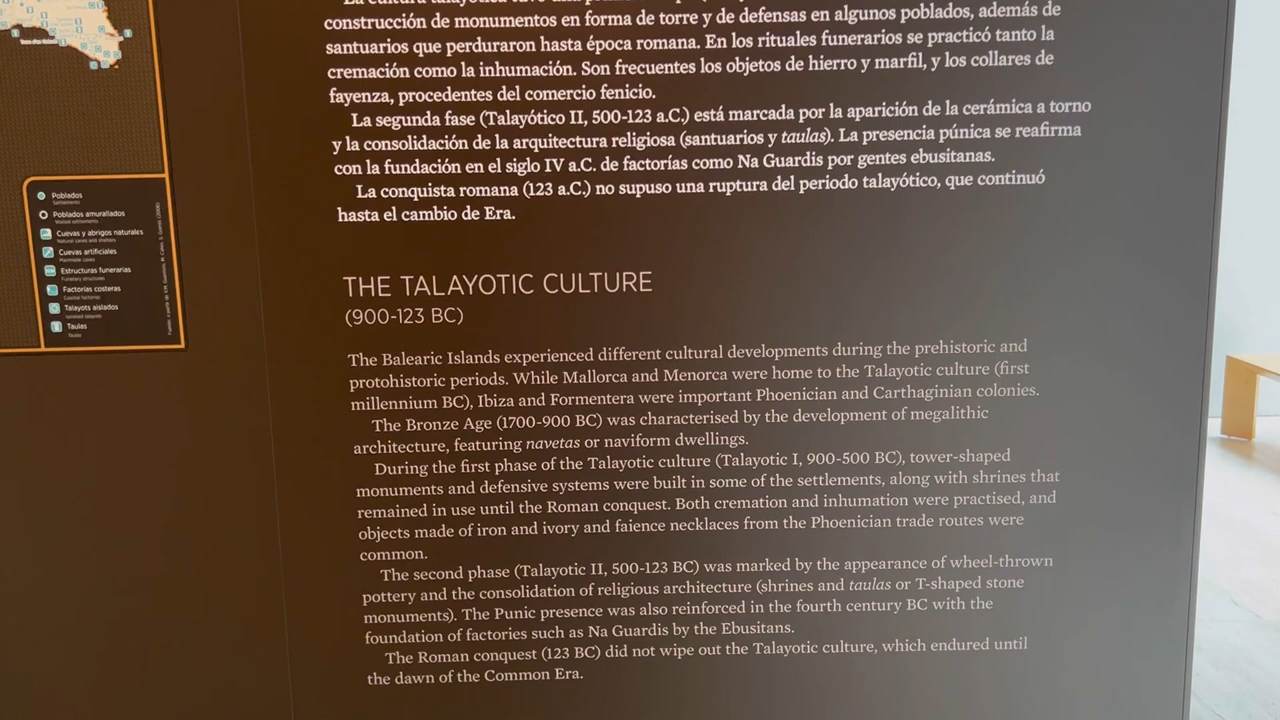 construcción de monumentos en forma de torre y de defensas en algunos poblados, además de
santuarios que perduraron hasta época romana. En los rituales funerarios se practicó tanto la
cremación como la inhumación. Son frecuentes los objetos de hierro y marfil, y los collares de
fayenza, procedentes del comercio fenicio.
La segunda fase (Talayótico II, 500-123 a.C.) está marcada por la aparición de la cerámica a torno
y la consolidación de la arquitectura religiosa (santuarios y taulas). La presencia púnica se reafirma
con la fundación en el siglo IV a.C. de factorías como Na Guardis por gentes ebusitanas.
La conquista romana (123 a.C.) no supuso una ruptura del periodo talayótico, que continuó
hasta el cambio de Era.
THE TALAYOTIC CULTURE
(900-123 BC)
The Balearic Islands experienced different cultural developments during the prehistoric and
protohistoric periods. While Mallorca and Menorca were home to the Talayotic culture (first
millennium BC), Ibiza and Formentera were important Phoenician and Carthaginian colonies.
The Bronze Age (1700-900 BC) was characterised by the development of megalithic
architecture, featuring navetas or naviform dwellings.
During the first phase of the Talayotic culture (Talayotic I, 900-500 BC), tower-shaped
monuments and defensive systems were built in some of the settlements, along with shrines that
remained in use until the Roman conquest. Both cremation and inhumation were practised, and
objects made of iron and ivory and faience necklaces from the Phoenician trade routes were
common.
The second phase (Talayotic II, 500-123 BC) was marked by the appearance of wheel-thrown
pottery and the consolidation of religious architecture (shrines and taulas or T-shaped stone
monuments). The Punic presence was also reinforced in the fourth century BC with the
foundation of factories such as Na Guardis by the Ebusitans.
The Roman conquest (123 BC) did not wipe out the Talayotic culture, which endured until
the dawn of the Common Era.
Poblados
Settlements
Poblados amurallados
Walled settlements
Cuevas y abrigos naturales
Natural caves and shelters
Cuevas artificiales
Manmade caves
Estructuras funerarias
Funerary structures
Factorías costeras
Coastal factories
Talayots aislados
Isolated talayots
Taulas
Taulas